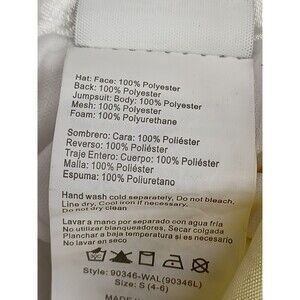 Hat: Face: 100% Polyester
Back: 100% Polyester
Jumpsuit: Body: 100% Polyester
Mesh: 100% Polyester
Foam: 100% Polyurethane
Sombrero: Cara: 100% Poliéster
Reverso: 100% Poliéster
Traje Entero: Cuerpo: 100% Poliéster
Malla: 100% Poliéster
Espuma: 100% Poliuretano
Hand wash cold separately, Do not bleach,
Line dry, Cool iron if necessary.
Do not dry clean
Lavar a mano por separado con agua fría
No utilizar blanqueadores, Secar colgada
Planchar a baja temperatura si es necesario
No lavar en seco
Style: 90346-WAL(90346L)
Size: S (4-6)
MADE